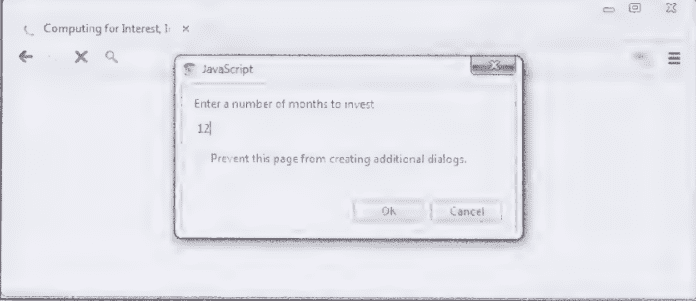 Computing for Interest, I
JavaScript
Enter a number of months to invest
12
Prevent this page from creating additional dialogs.
Ok Cancel